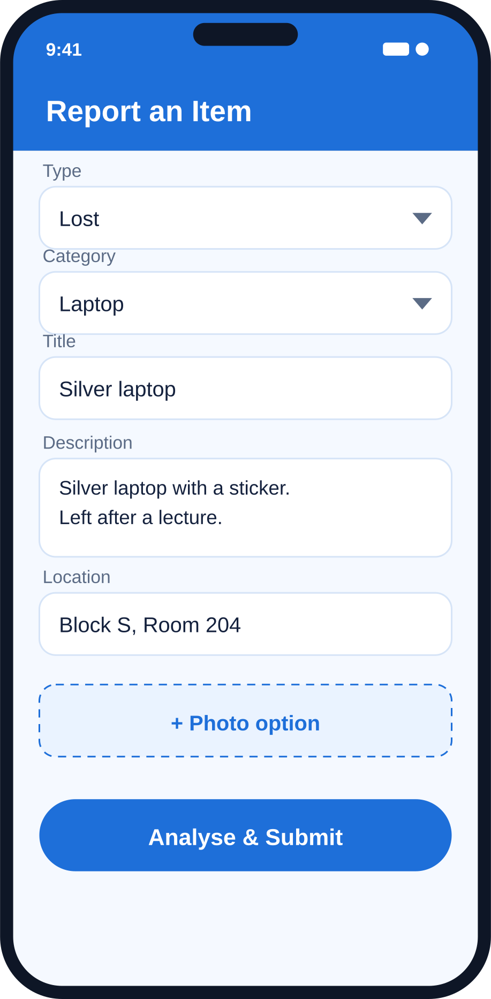 9:41
Report an Item
Type
Lost
Category
Laptop
Title
Silver laptop
Description
Silver laptop with a sticker.
Left after a lecture.
Location
Block S, Room 204
+ Photo option
Analyse & Submit